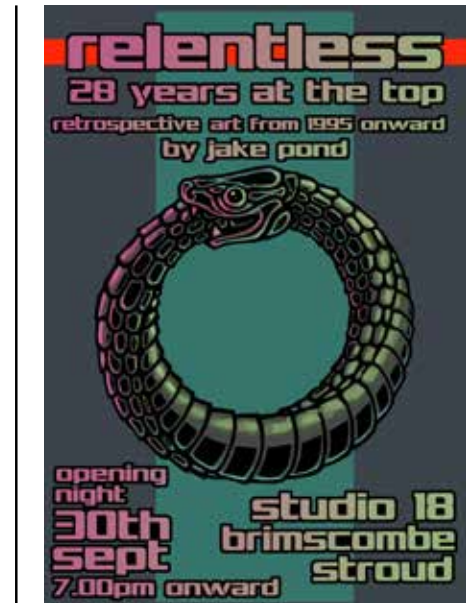 relentless
28 years at the top
retrospective art from 1995 onward
by jake pond
opening
night
30th
sept
7.00pm onward
studio 18
brimscombe
stroud